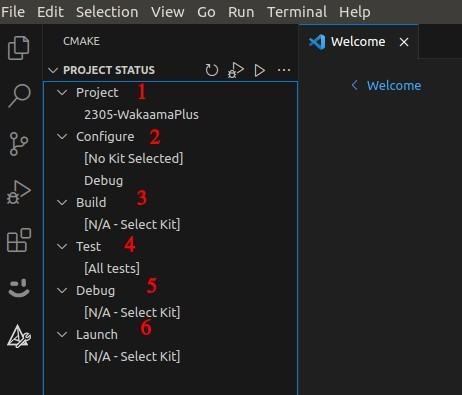 File Edit Selection View Go Run Terminal Help
CMAKE
Welcome
PROJECT STATUS
Welcome
Project 1
2305-WakaamaPlus
Configure 2
[No Kit Selected]
Debug
Build 3
[N/A - Select Kit]
Test 4
[All tests]
Debug 5
[N/A - Select Kit]
Launch 6
[N/A - Select Kit]